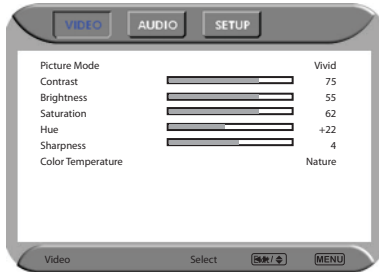 VIDEO AUDIO SETUP
Picture Mode Vivid
Contrast 75
Brightness 55
Saturation 62
Hue +22
Sharpness 4
Color Temperature Nature
Video Select MENU